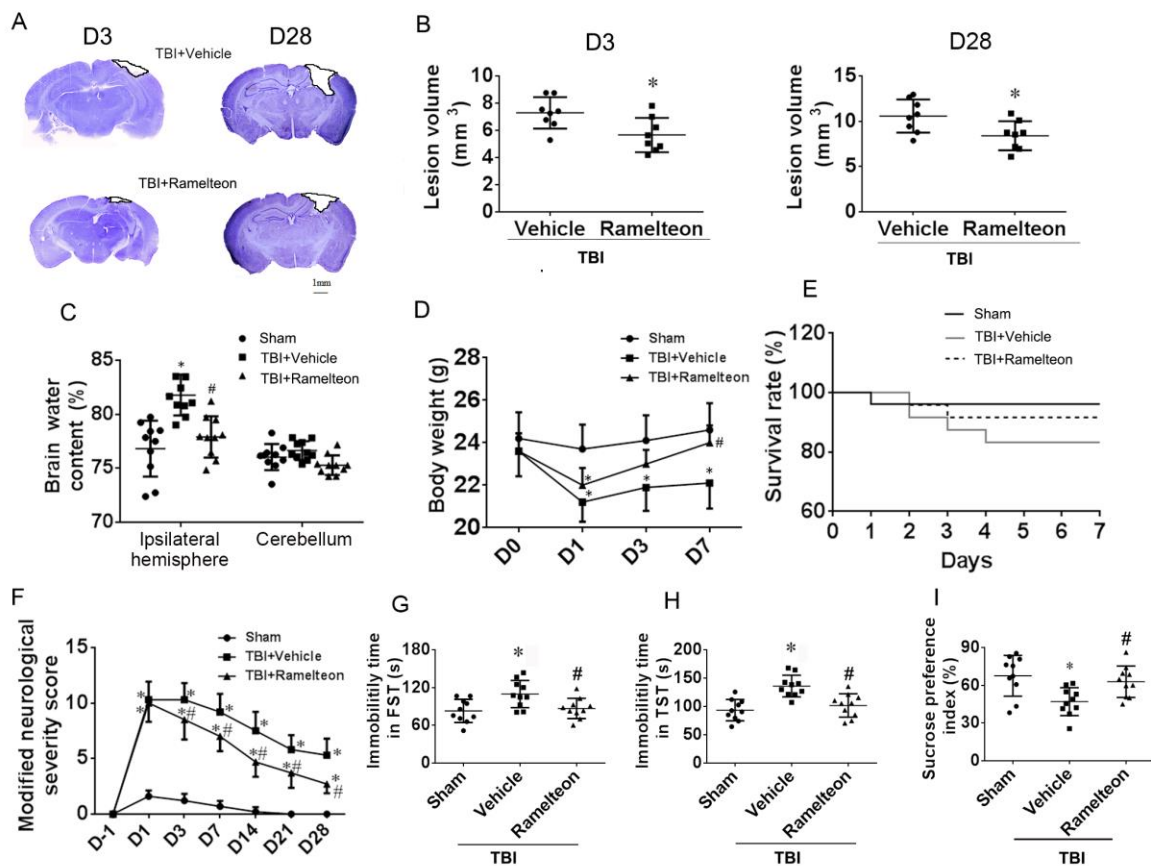 A
D3
TBI+Vehicle
D28
TBI+Ramelteon
1mm
B
D3
D28
Lesion volume
(mm³)
10
8
6
4
2
0
*
Vehicle Ramelteon
TBI
Lesion volume
(mm³)
15
10
5
0
*
Vehicle Ramelteon
TBI
C
Sham
TBI+Vehicle
TBI+Ramelteon
Brain water
content (%)
85
80
75
70
*
#
Ipsilateral
hemisphere
Cerebellum
D
Sham
TBI+Vehicle
TBI+Ramelteon
Body weight (g)
28
26
24
22
20
*
*
*
#
*
D0
D1
D3
D7
E
Sham
TBI+Vehicle
TBI+Ramelteon
Survival rate (%)
120
100
80
60
0 1 2 3 4 5 6 7
Days
F
Sham
TBI+Vehicle
TBI+Ramelteon
Modified neurological
severity score
15
10
5
0
*
*
*
*#
*
*#
*
*#
*
*#
*
*
#
D-1
D1
D3
D7
D14
D21
D28
G
Immobitily time
in FST (s)
180
120
60
0
*
#
Sham
Vehicle
Ramelteon
TBI
H
Immobitily time
in TST (s)
200
150
100
50
0
*
#
Sham
Vehicle
Ramelteon
TBI
I
Sucrose preference
index (%)
90
60
30
0
*
#
Sham
Vehicle
Ramelteon
TBI